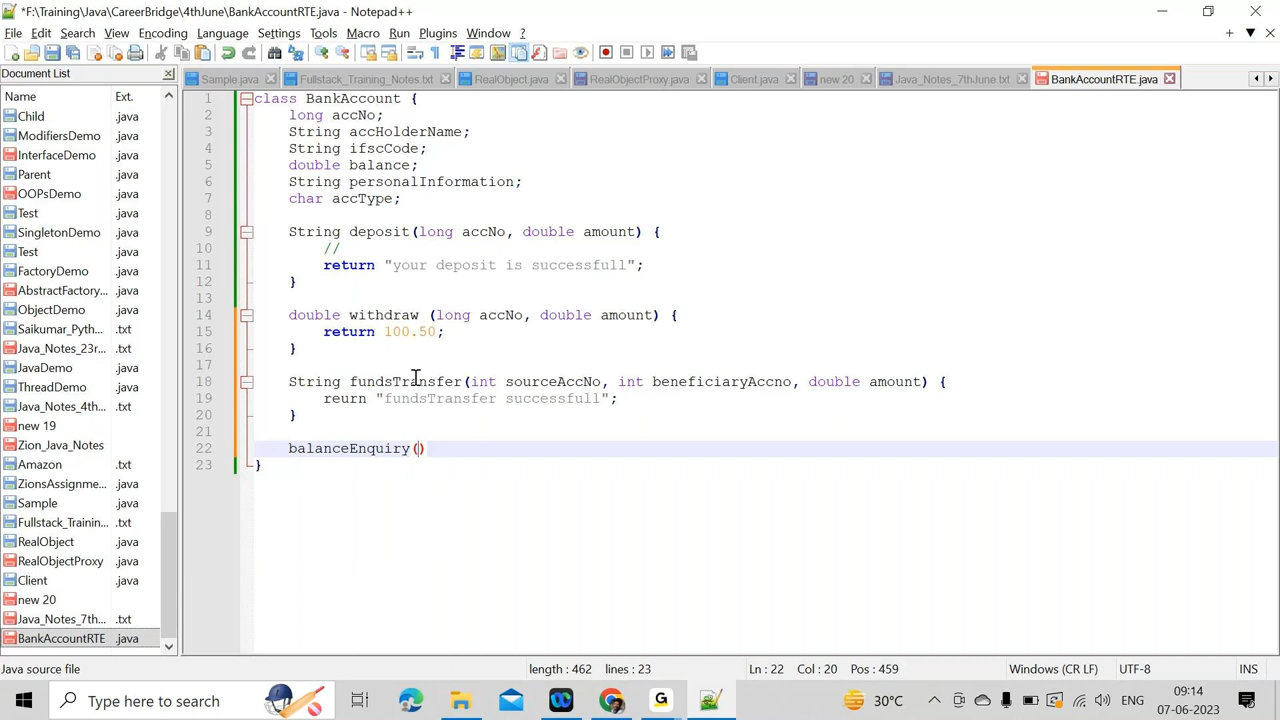 *F:\Training\Java\CareerBridge\4thJune\BankAccountRTE.java - Notepad++
File Edit Search View Encoding Language Settings Tools Macro Run Plugins Window ?
Document List
Sample.java Fullstack_Training_Notes.txt RealObject.java RealObjectProxy.java Client.java new 20 Java_Notes_7thJune.txt BankAccountRTE.java
Name Ext.
Child .java
ModifiersDemo .java
InterfaceDemo .java
Parent .java
OOPsDemo .java
Test .java
SingletonDemo .java
Test .java
FactoryDemo .java
AbstractFactory... .java
ObjectDemo .java
Saikumar_Pyth... .txt
Java_Notes_23r... .txt
JavaDemo .java
ThreadDemo .java
Java_Notes_4th... .txt
new 19
Zion_Java_Notes
Amazon .txt
ZionsAssignme... .txt
Sample .java
Fullstack_Trainin... .txt
RealObject .java
RealObjectProxy .java
Client .java
new 20
Java_Notes_7th... .txt
BankAccountRTE .java
1 class BankAccount {
2 long accNo;
3 String accHolderName;
4 String ifscCode;
5 double balance;
6 String personalInformation;
7 char accType;
8
9 String deposit(long accNo, double amount) {
10 //
11 return "your deposit is successfull";
12 }
13
14 double withdraw (long accNo, double amount) {
15 return 100.50;
16 }
17
18 String fundsTransfer(int sourceAccNo, int beneficiaryAccno, double amount) {
19 reurn "fundsTransfer successfull";
20 }
21
22 balanceEnquiry()
23 }
Java source file length : 462 lines : 23 Ln : 22 Col : 20 Pos : 459 Windows (CR LF) UTF-8 INS
Type here to search 30°C ENG 09:14
07-06-2023